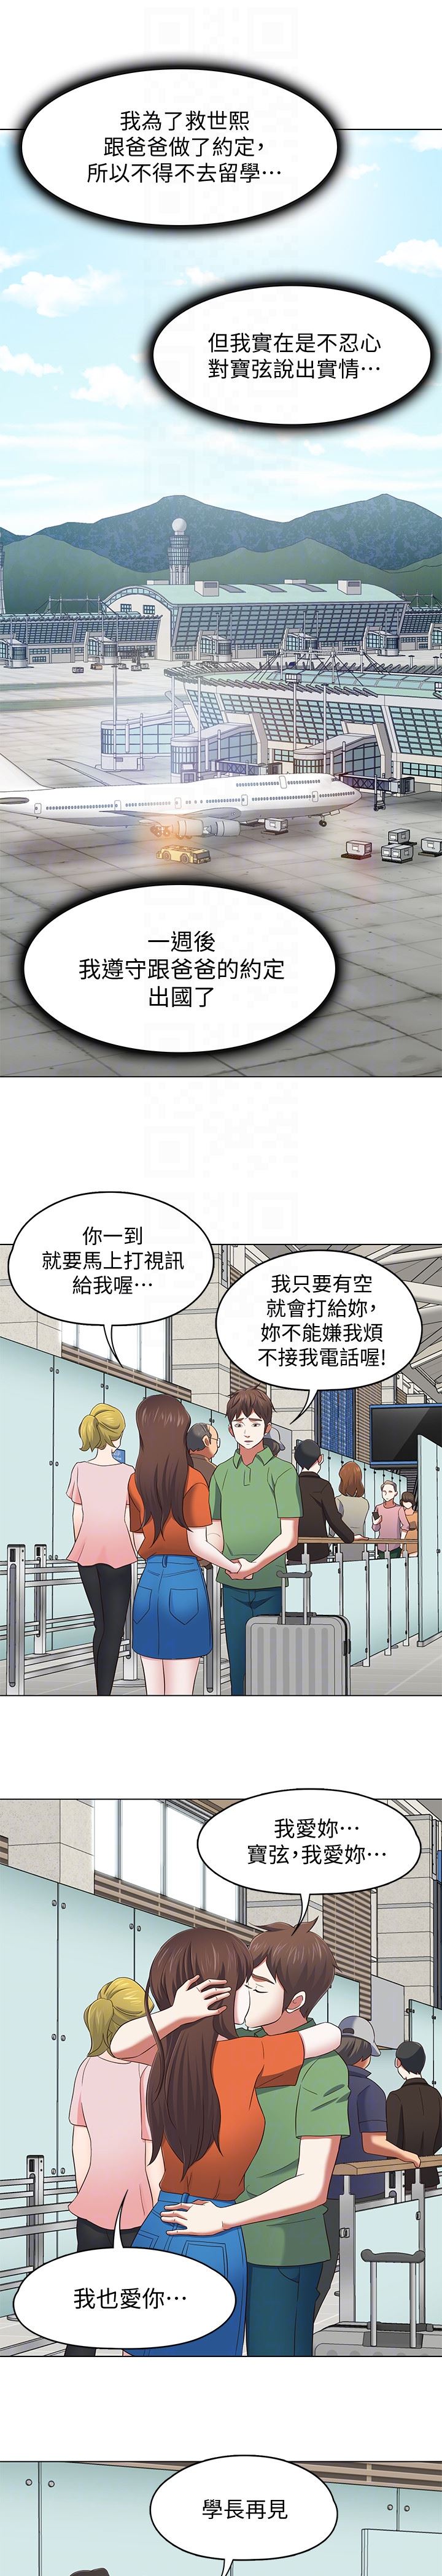 我為了救世熙
跟爸爸做了約定，
所以不得不去留學⋯
但我實在是不忍心
對寶弦說出實情⋯
一週後
我遵守跟爸爸的約定
出國了
你一到
就要馬上打視訊
給我喔⋯
我只要有空
就會打給妳，
妳不能嫌我煩
不接我電話喔!
我愛妳⋯
寶弦，我愛妳⋯
我也愛你⋯
學長再見